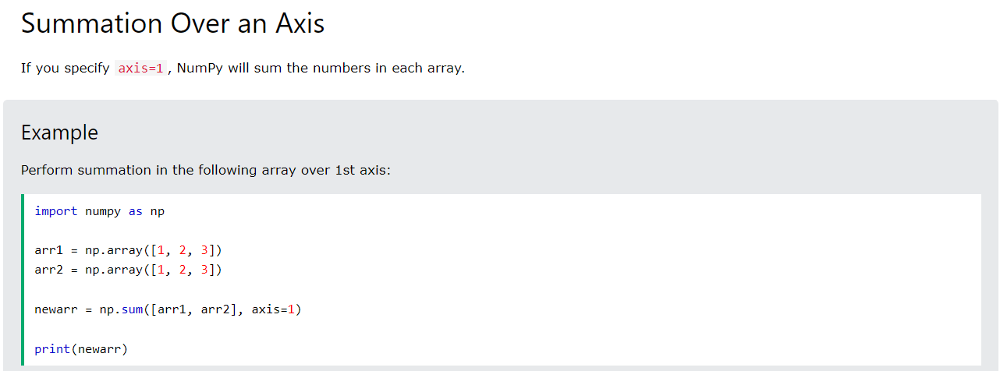 Summation Over an Axis
If you specify axis=1, NumPy will sum the numbers in each array.
Example
Perform summation in the following array over 1st axis:
import numpy as np
arr1 = np.array([1, 2, 3])
arr2 = np.array([1, 2, 3])
newarr = np.sum([arr1, arr2], axis=1)
print(newarr)